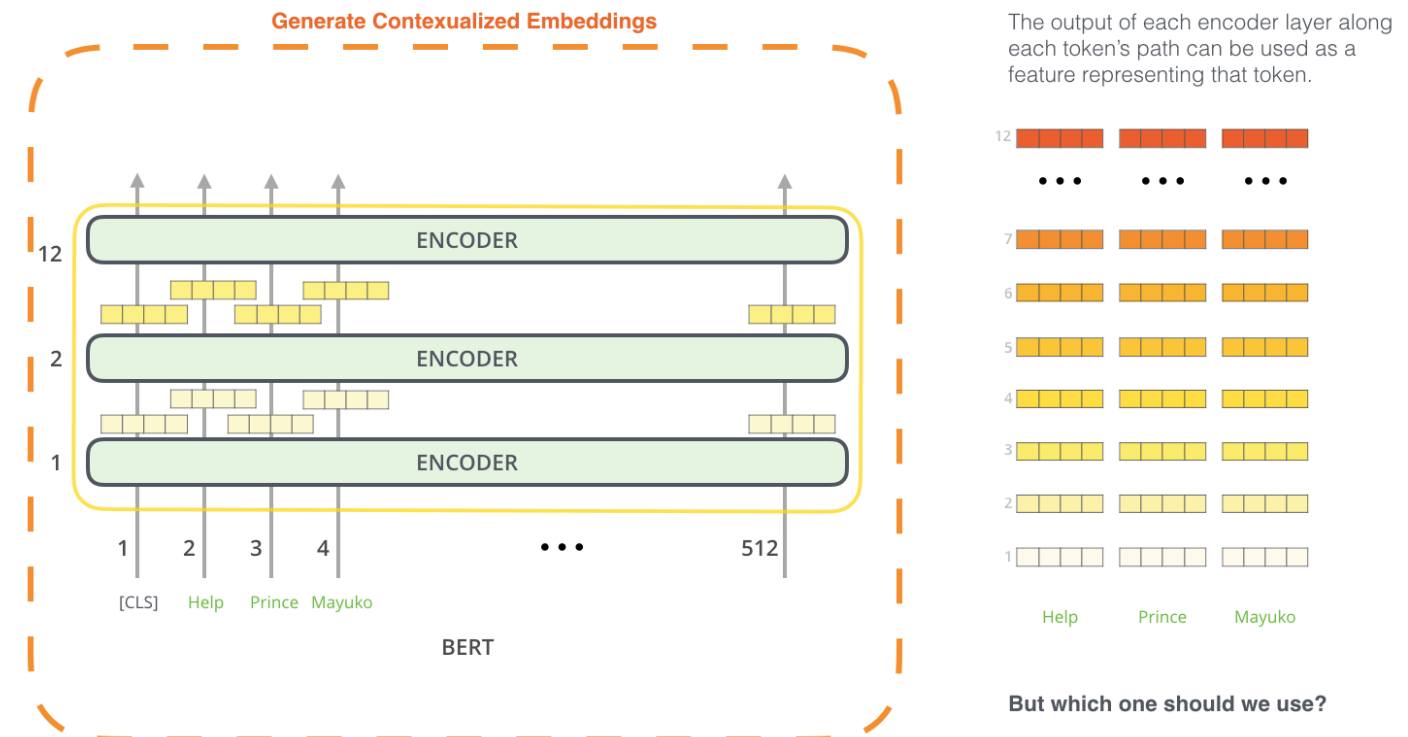 Generate Contexualized Embeddings
The output of each encoder layer along
each token's path can be used as a
feature representing that token.
12
ENCODER
2
ENCODER
1
ENCODER
1
2
3
4
•••
512
[CLS]
Help
Prince
Mayuko
BERT
12
•••
•••
•••
7
6
5
4
3
2
1
Help
Prince
Mayuko
But which one should we use?